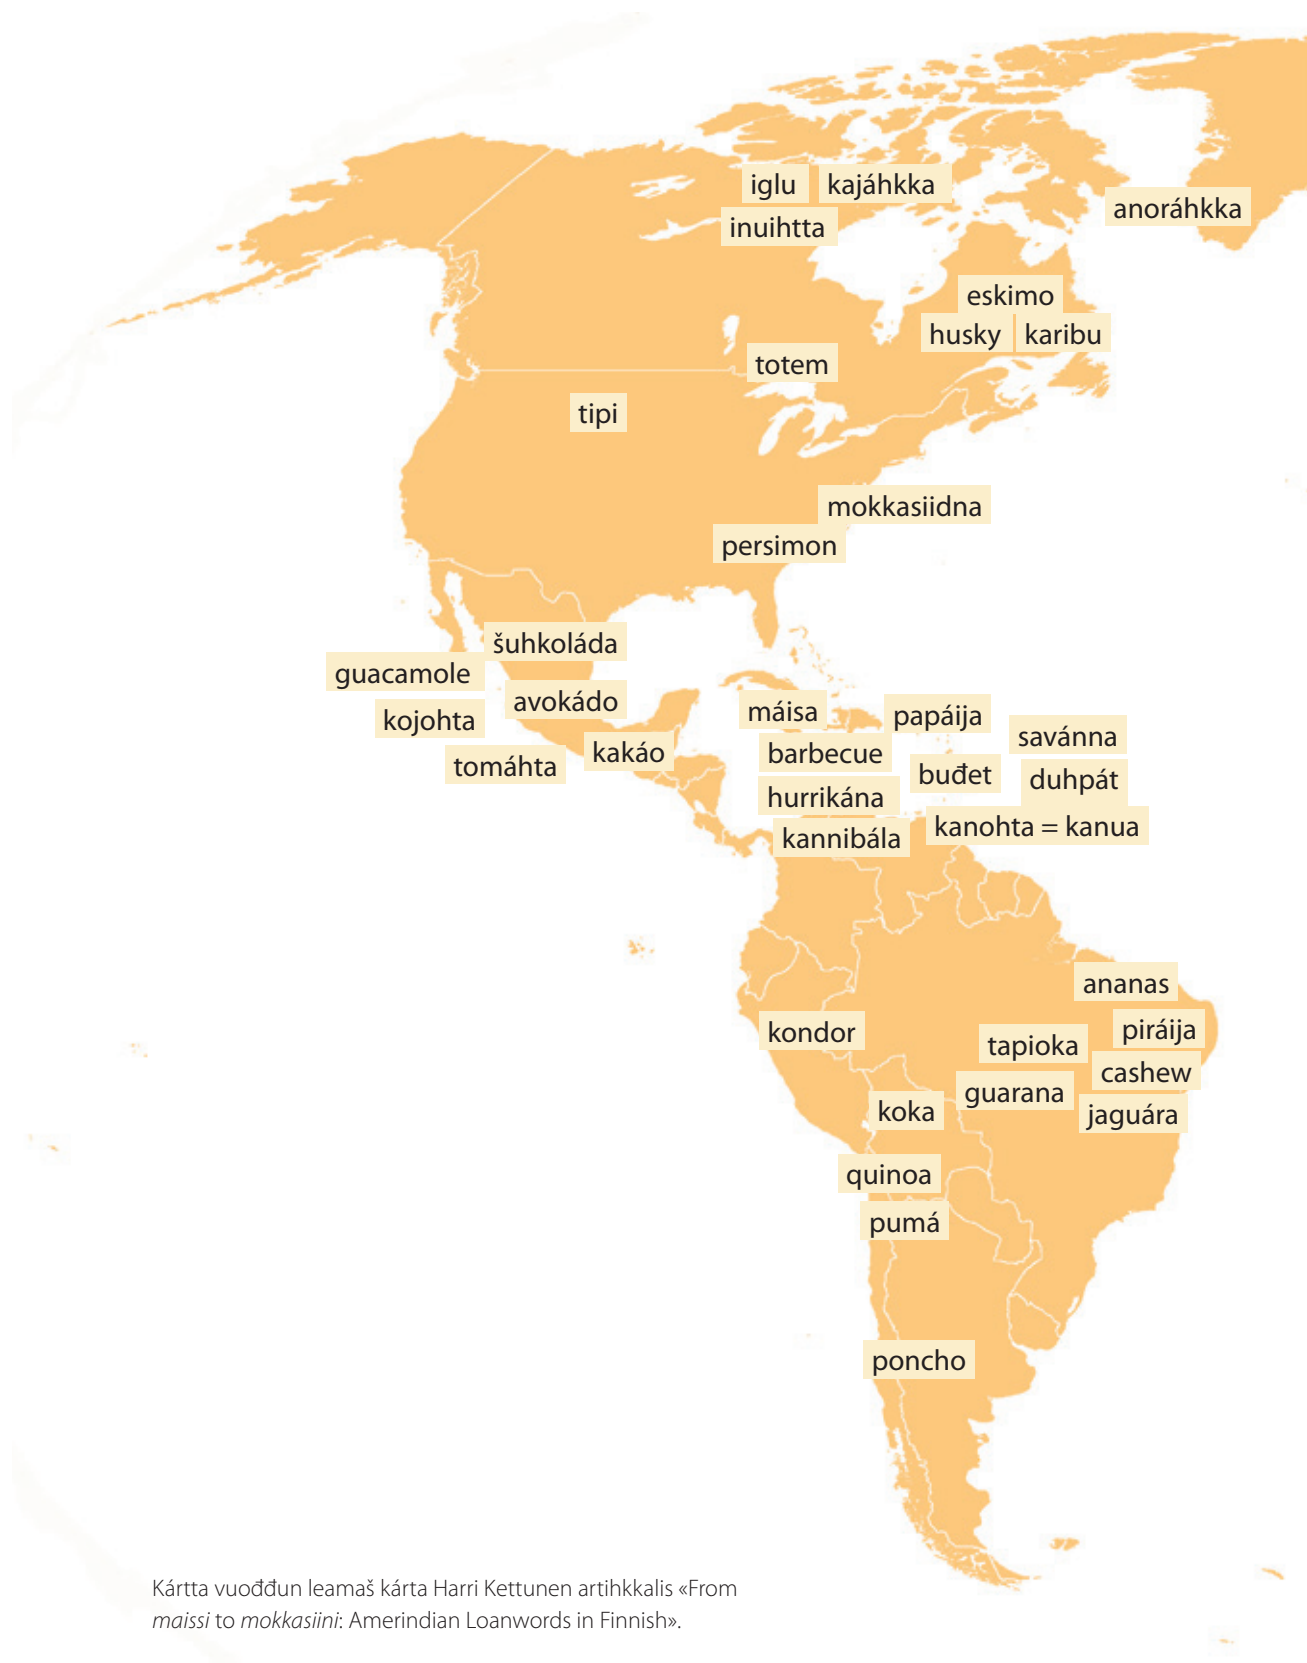 iglu
kajáhkka
inuihtta
anoráhkka
eskimo
husky
karibu
totem
tipi
mokkasiidna
persimon
šuhkoláda
guacamole
avokádo
kojohta
kakáo
tomáhta
máisa
papáija
savánna
barbecue
buđet
duhpát
hurrikána
kanohta = kanua
kannibála
ananas
piráija
kondor
tapioka
cashew
guarana
koka
jaguára
quinoa
pumá
poncho
Kártta vuođđun leamaš kárta Harri Kettunen artihkkalis «From
maissi to mokkasiini: Amerindian Loanwords in Finnish».